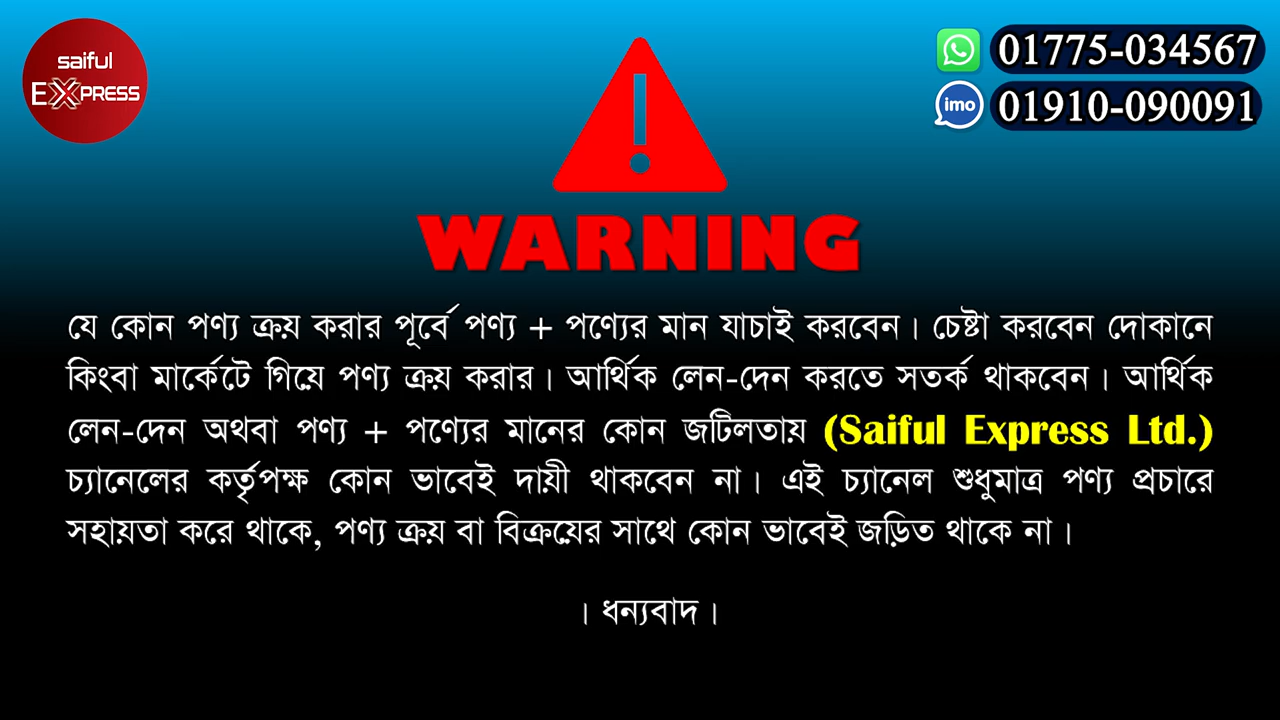 saiful
EXPRESS
01775-034567
imo
01910-090091
WARNING
যে কোন পণ্য ক্রয় করার পূর্বে পণ্য + পণ্যের মান যাচাই করবেন। চেষ্টা করবেন দোকানে
কিংবা মার্কেটে গিয়ে পণ্য ক্রয় করার। আর্থিক লেন-দেন করতে সতর্ক থাকবেন। আর্থিক
লেন-দেন অথবা পণ্য + পণ্যের মানের কোন জটিলতায় (Saiful Express Ltd.)
চ্যানেলের কর্তৃপক্ষ কোন ভাবেই দায়ী থাকবেন না। এই চ্যানেল শুধুমাত্র পণ্য প্রচারে
সহায়তা করে থাকে, পণ্য ক্রয় বা বিক্রয়ের সাথে কোন ভাবেই জড়িত থাকে না।
। ধন্যবাদ।